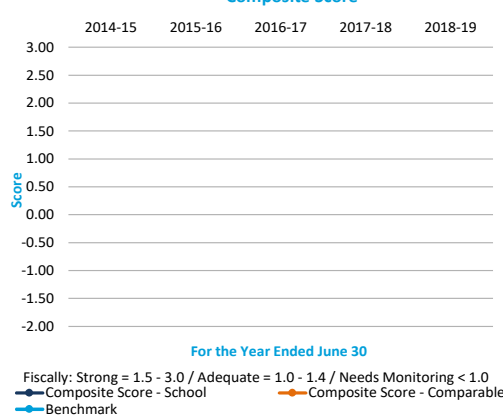 Composite Score
2014-15 2015-16 2016-17 2017-18 2018-19
3.00
2.50
2.00
1.50
1.00
0.50
0.00
-0.50
-1.00
-1.50
-2.00
Score
For the Year Ended June 30
Fiscally: Strong = 1.5 - 3.0 / Adequate = 1.0 - 1.4 / Needs Monitoring < 1.0
Composite Score - School Composite Score - Comparable
Benchmark